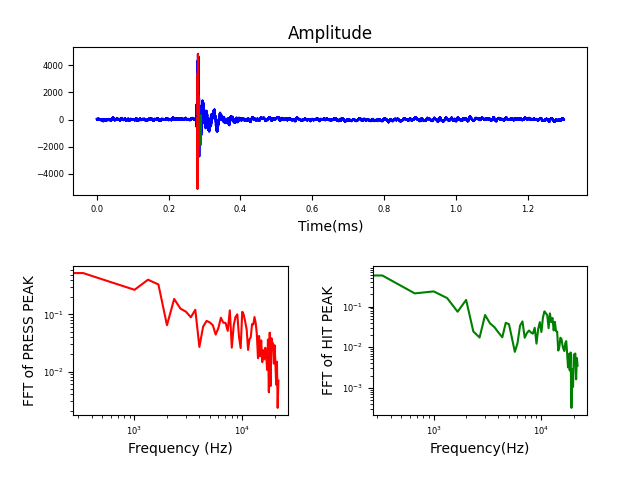 Amplitude
4000
2000
0
−2000
−4000
0.0 0.2 0.4 0.6 0.8 1.0 1.2
Time(ms)
FFT of PRESS PEAK
10⁻¹
10⁻²
10³ 10⁴
Frequency (Hz)
FFT of HIT PEAK
10⁻¹
10⁻²
10⁻³
10³ 10⁴
Frequency(Hz)